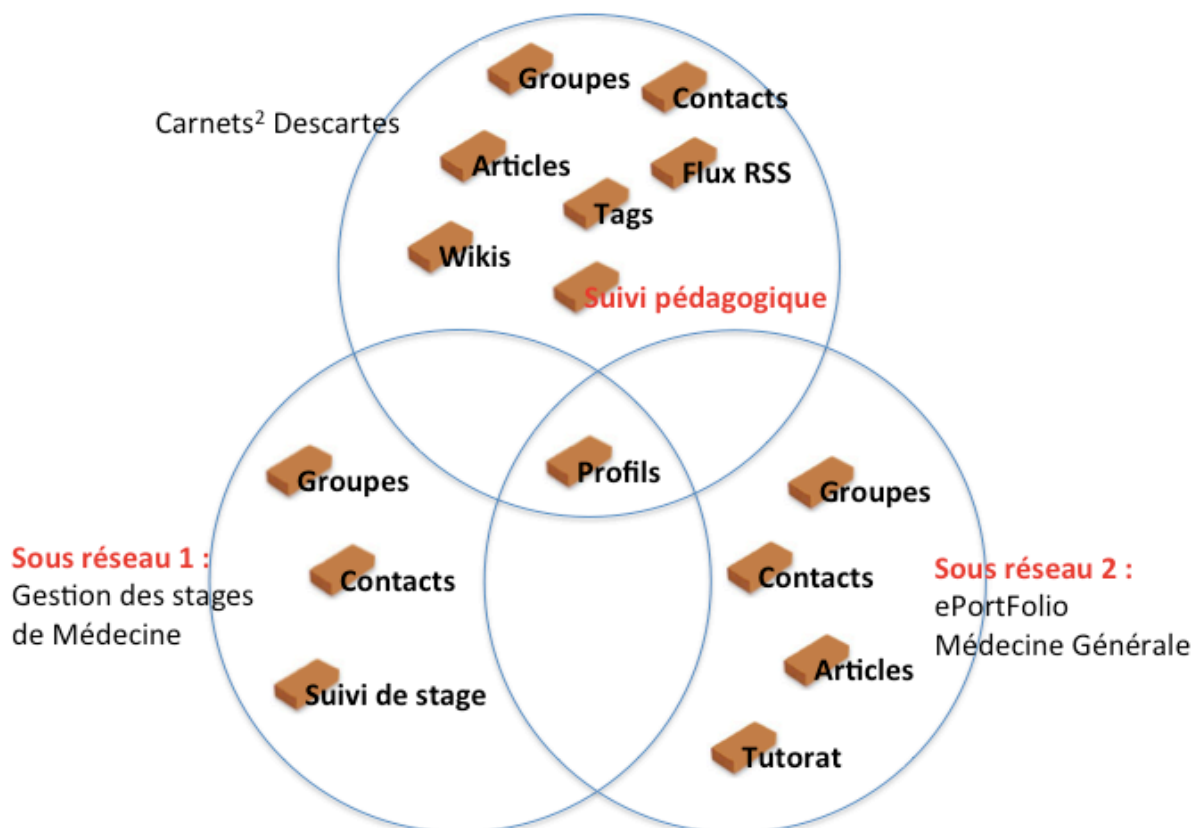 Groupes
Contacts
Carnets² Descartes
Articles
Flux RSS
Tags
Wikis
Suivi pédagogique
Groupes
Profils
Groupes
Sous réseau 1 :
Gestion des stages
de Médecine
Contacts
Contacts
Sous réseau 2 :
ePortFolio
Médecine Générale
Suivi de stage
Articles
Tutorat